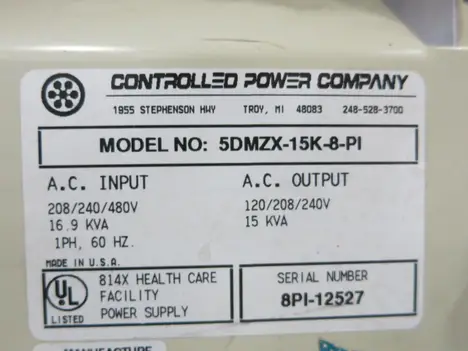 CONTROLLED POWER COMPANY
1955 STEPHENSON HWY TROY, MI 48083 248-528-3700
MODEL NO: 5DMZX-15K-8-PI
A.C. INPUT
208/240/480V
16.9 KVA
1PH, 60 HZ.
A.C. OUTPUT
120/208/240V
15 KVA
MADE IN U.S.A.
UL
LISTED
814X HEALTH CARE
FACILITY
POWER SUPPLY
SERIAL NUMBER
8PI-12527
MANUFACTURE